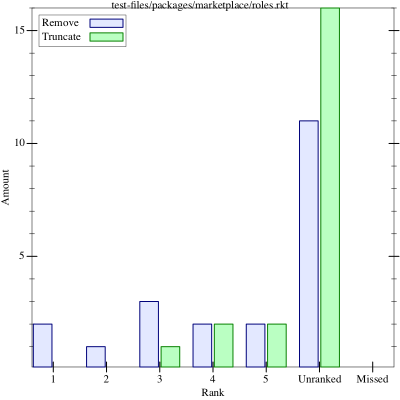 test-files/packages/marketplace/roles.rkt
Remove
Truncate
15
10
5
Amount
1 2 3 4 5 Unranked Missed
Rank